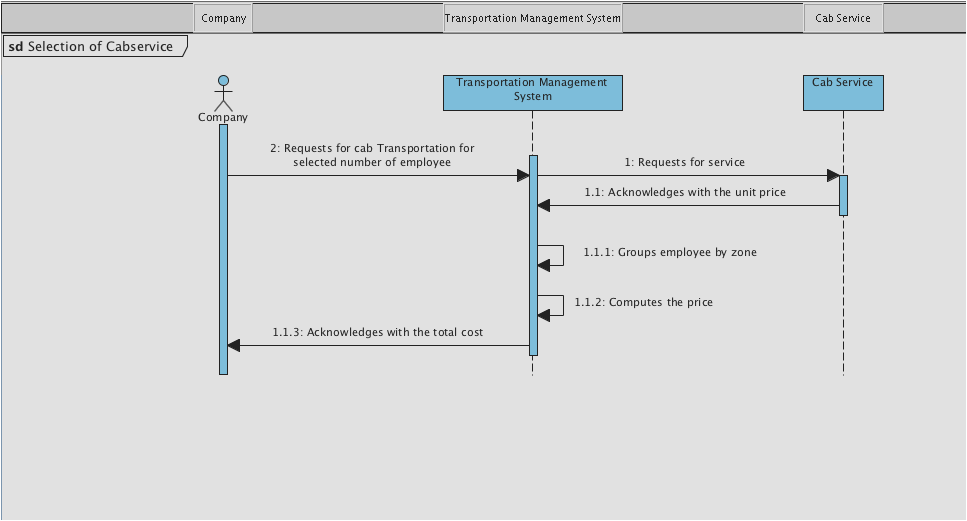 Company
Transportation Management System
Cab Service
sd Selection of Cabservice
Transportation Management
System
Cab Service
Company
2: Requests for cab Transportation for
selected number of employee
1: Requests for service
1.1: Acknowledges with the unit price
1.1.1: Groups employee by zone
1.1.2: Computes the price
1.1.3: Acknowledges with the total cost